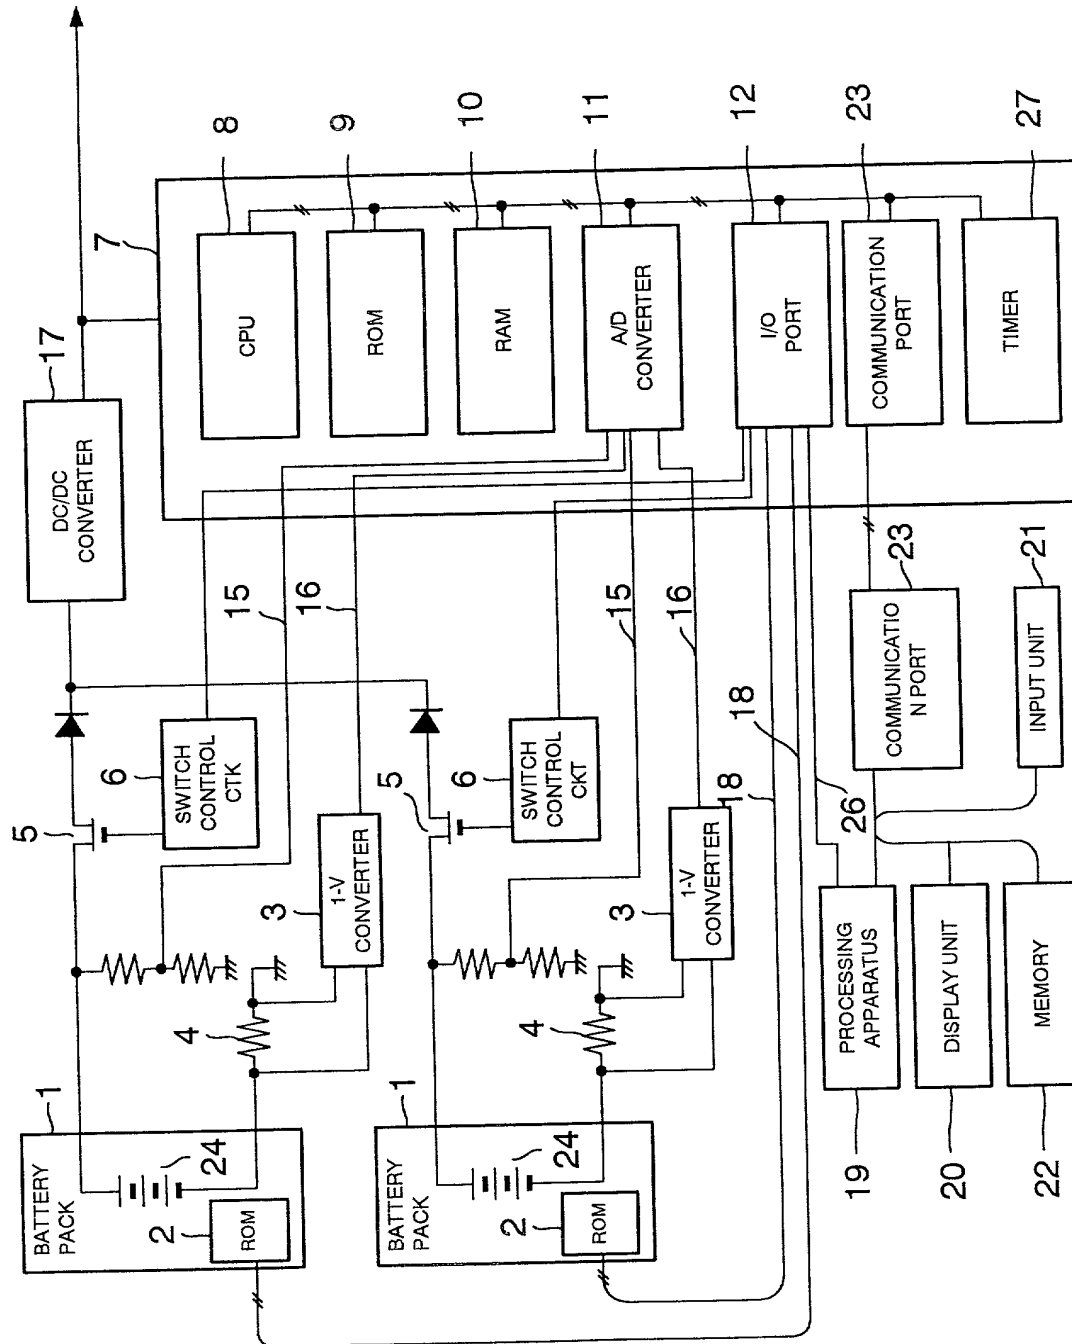 BATTERY
PACK
1
24
2
ROM
BATTERY
PACK
1
24
2
ROM
4
4
5
5
6
SWITCH
CONTROL
CTK
6
SWITCH
CONTROL
CKT
3
1-V
CONVERTER
3
1-V
CONVERTER
15
16
15
16
18
18
26
17
DC/DC
CONVERTER
7
CPU
8
ROM
9
RAM
10
A/D
CONVERTER
11
I/O
PORT
12
COMMUNICATION
PORT
23
TIMER
27
COMMUNICATIO
N PORT
23
INPUT UNIT
21
PROCESSING
APPARATUS
19
DISPLAY UNIT
20
MEMORY
22